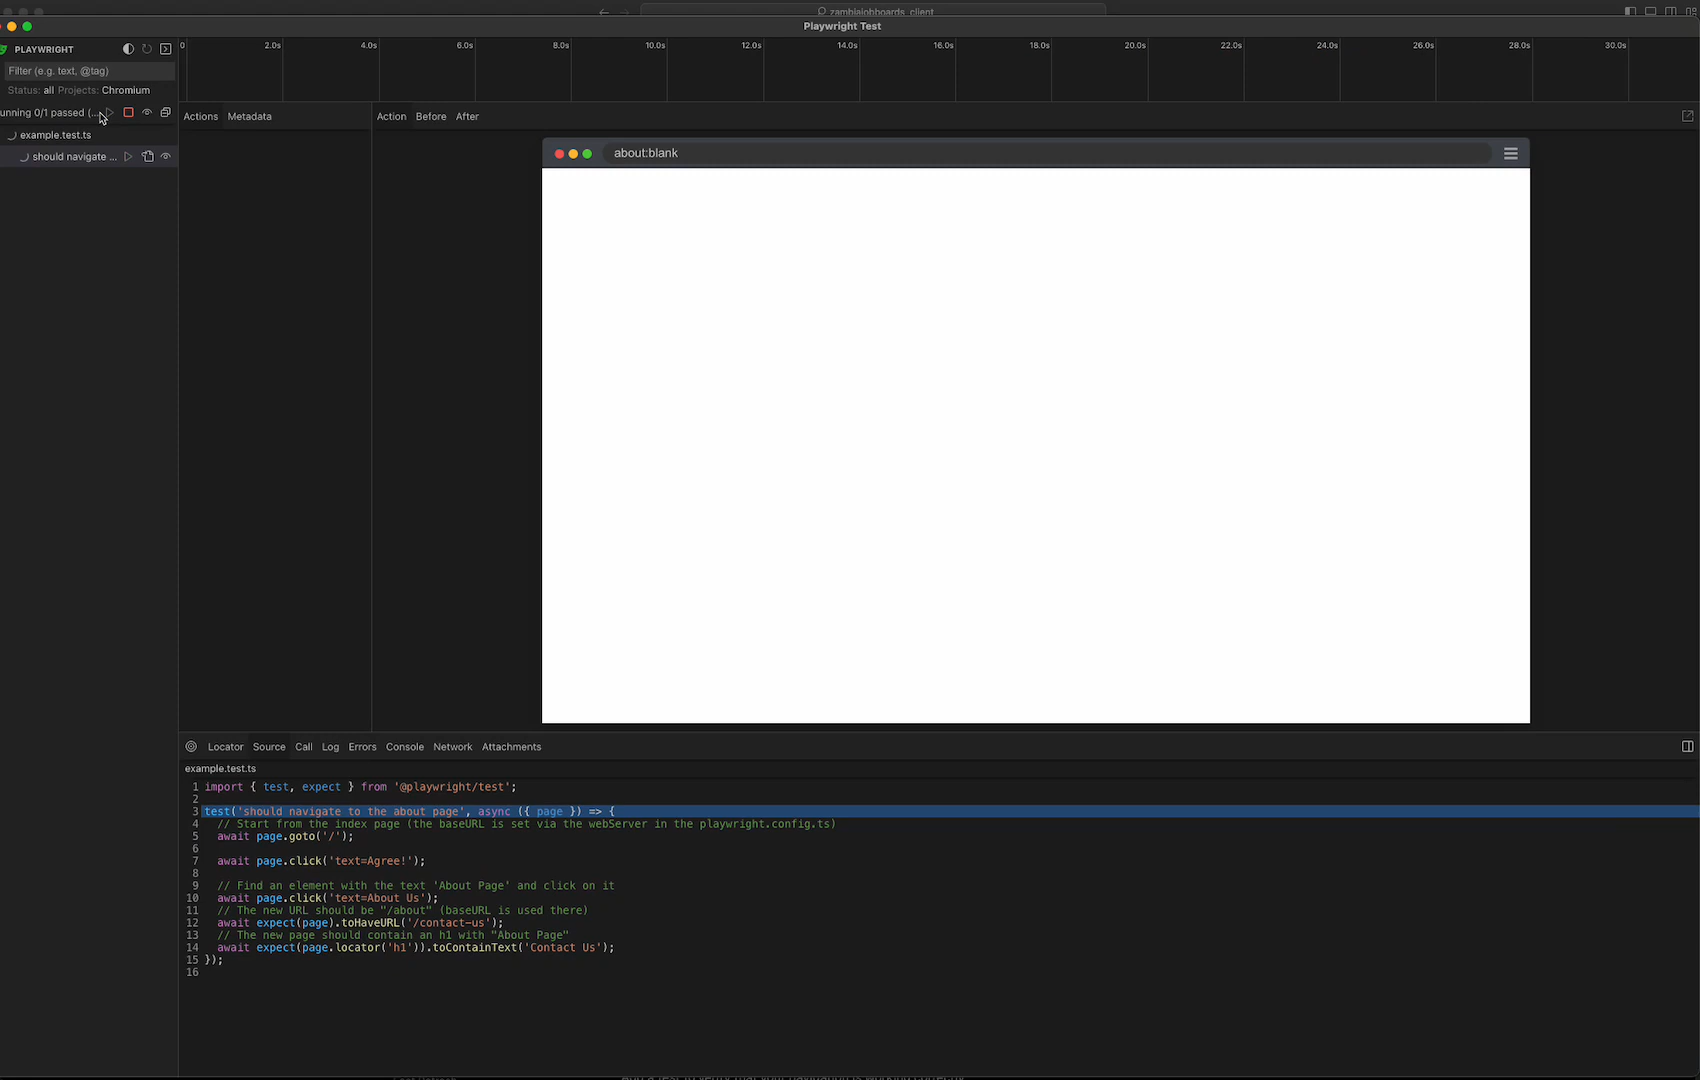 zambiajobboards_client
Playwright Test
PLAYWRIGHT
Filter (e.g. text, @tag)
Status: all Projects: Chromium
unning 0/1 passed (...
example.test.ts
should navigate ...
0 2.0s 4.0s 6.0s 8.0s 10.0s 12.0s 14.0s 16.0s 18.0s 20.0s 22.0s 24.0s 26.0s 28.0s 30.0s
Actions Metadata
Action Before After
about:blank
Locator Source Call Log Errors Console Network Attachments
example.test.ts
1 import { test, expect } from '@playwright/test';
2
3 test('should navigate to the about page', async ({ page }) => {
4 // Start from the index page (the baseURL is set via the webServer in the playwright.config.ts)
5 await page.goto('/');
6
7 await page.click('text=Agree!');
8
9 // Find an element with the text 'About Page' and click on it
10 await page.click('text=About Us');
11 // The new URL should be "/about" (baseURL is used there)
12 await expect(page).toHaveURL('/contact-us');
13 // The new page should contain an h1 with "About Page"
14 await expect(page.locator('h1')).toContainText('Contact Us');
15 });
16